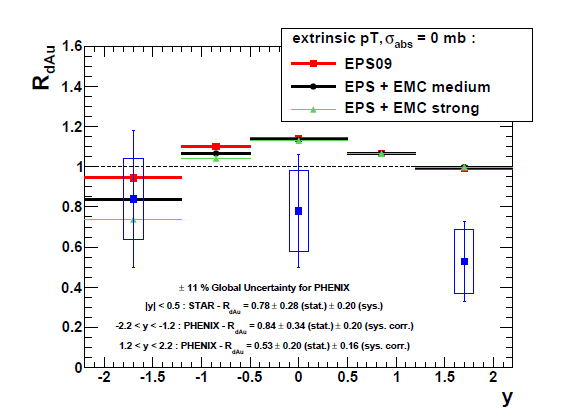 extrinsic pT, σabs = 0 mb :
EPS09
EPS + EMC medium
EPS + EMC strong
RdAu
1.6
1.4
1.2
1
0.8
0.6
0.4
0.2
0
± 11 % Global Uncertainty for PHENIX
|y| < 0.5 : STAR - RdAu = 0.78 ± 0.28 (stat.) ± 0.20 (sys.)
-2.2 < y < -1.2 : PHENIX - RdAu = 0.84 ± 0.34 (stat.) ± 0.20 (sys. corr.)
1.2 < y < 2.2 : PHENIX - RdAu = 0.53 ± 0.20 (stat.) ± 0.16 (sys. corr.)
-2 -1.5 -1 -0.5 0 0.5 1 1.5 2
y